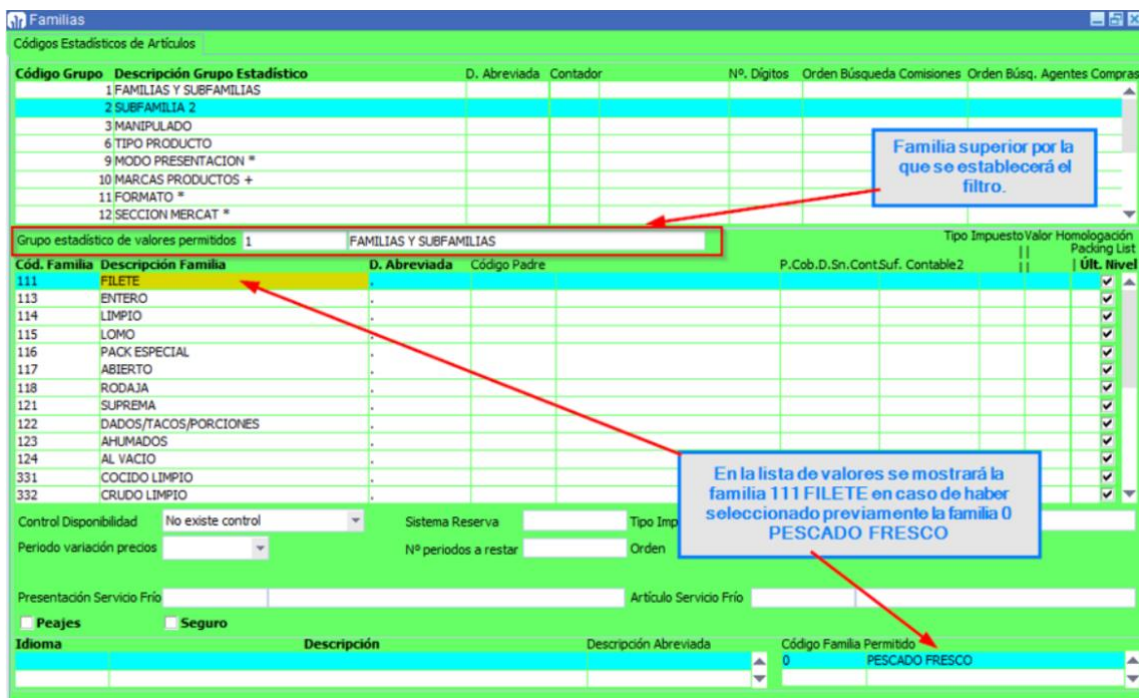 Familias
Códigos Estadísticos de Artículos
Código Grupo Descripción Grupo Estadístico D. Abreviada Contador Nº. Dígitos Orden Búsqueda Comisiones Orden Búsq. Agentes Compras
1 FAMILIAS Y SUBFAMILIAS
2 SUBFAMILIA 2
3 MANIPULADO
6 TIPO PRODUCTO
9 MODO PRESENTACION *
10 MARCAS PRODUCTOS +
11 FORMATO *
12 SECCION MERCAT *
Familia superior por la
que se establecerá el
filtro.
Grupo estadístico de valores permitidos 1 FAMILIAS Y SUBFAMILIAS
Tipo Impuesto Valor Homologación
Packing List
Cód. Familia Descripción Familia D. Abreviada Código Padre P.Cob.D.Sn.Cont.Suf. Contable2 Últ. Nivel
111 FILETE .
113 ENTERO .
114 LIMPIO .
115 LOMO .
116 PACK ESPECIAL .
117 ABIERTO .
118 RODAJA .
121 SUPREMA .
122 DADOS/TACOS/PORCIONES .
123 AHUMADOS .
124 AL VACIO .
331 COCIDO LIMPIO .
332 CRUDO LIMPIO .
En la lista de valores se mostrará la
familia 111 FILETE en caso de haber
seleccionado previamente la familia 0
PESCADO FRESCO
Control Disponibilidad No existe control Sistema Reserva Tipo Imp
Periodo variación precios Nº periodos a restar Orden
Presentación Servicio Frío Artículo Servicio Frío
Peajes Seguro
Idioma Descripción Descripción Abreviada Código Familia Permitido
0 PESCADO FRESCO